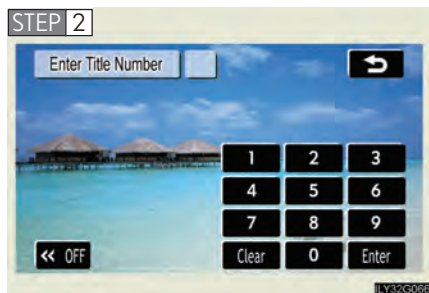 STEP 2
Enter Title Number
1 2 3
4 5 6
7 8 9
<< OFF Clear 0 Enter
ILY32G066